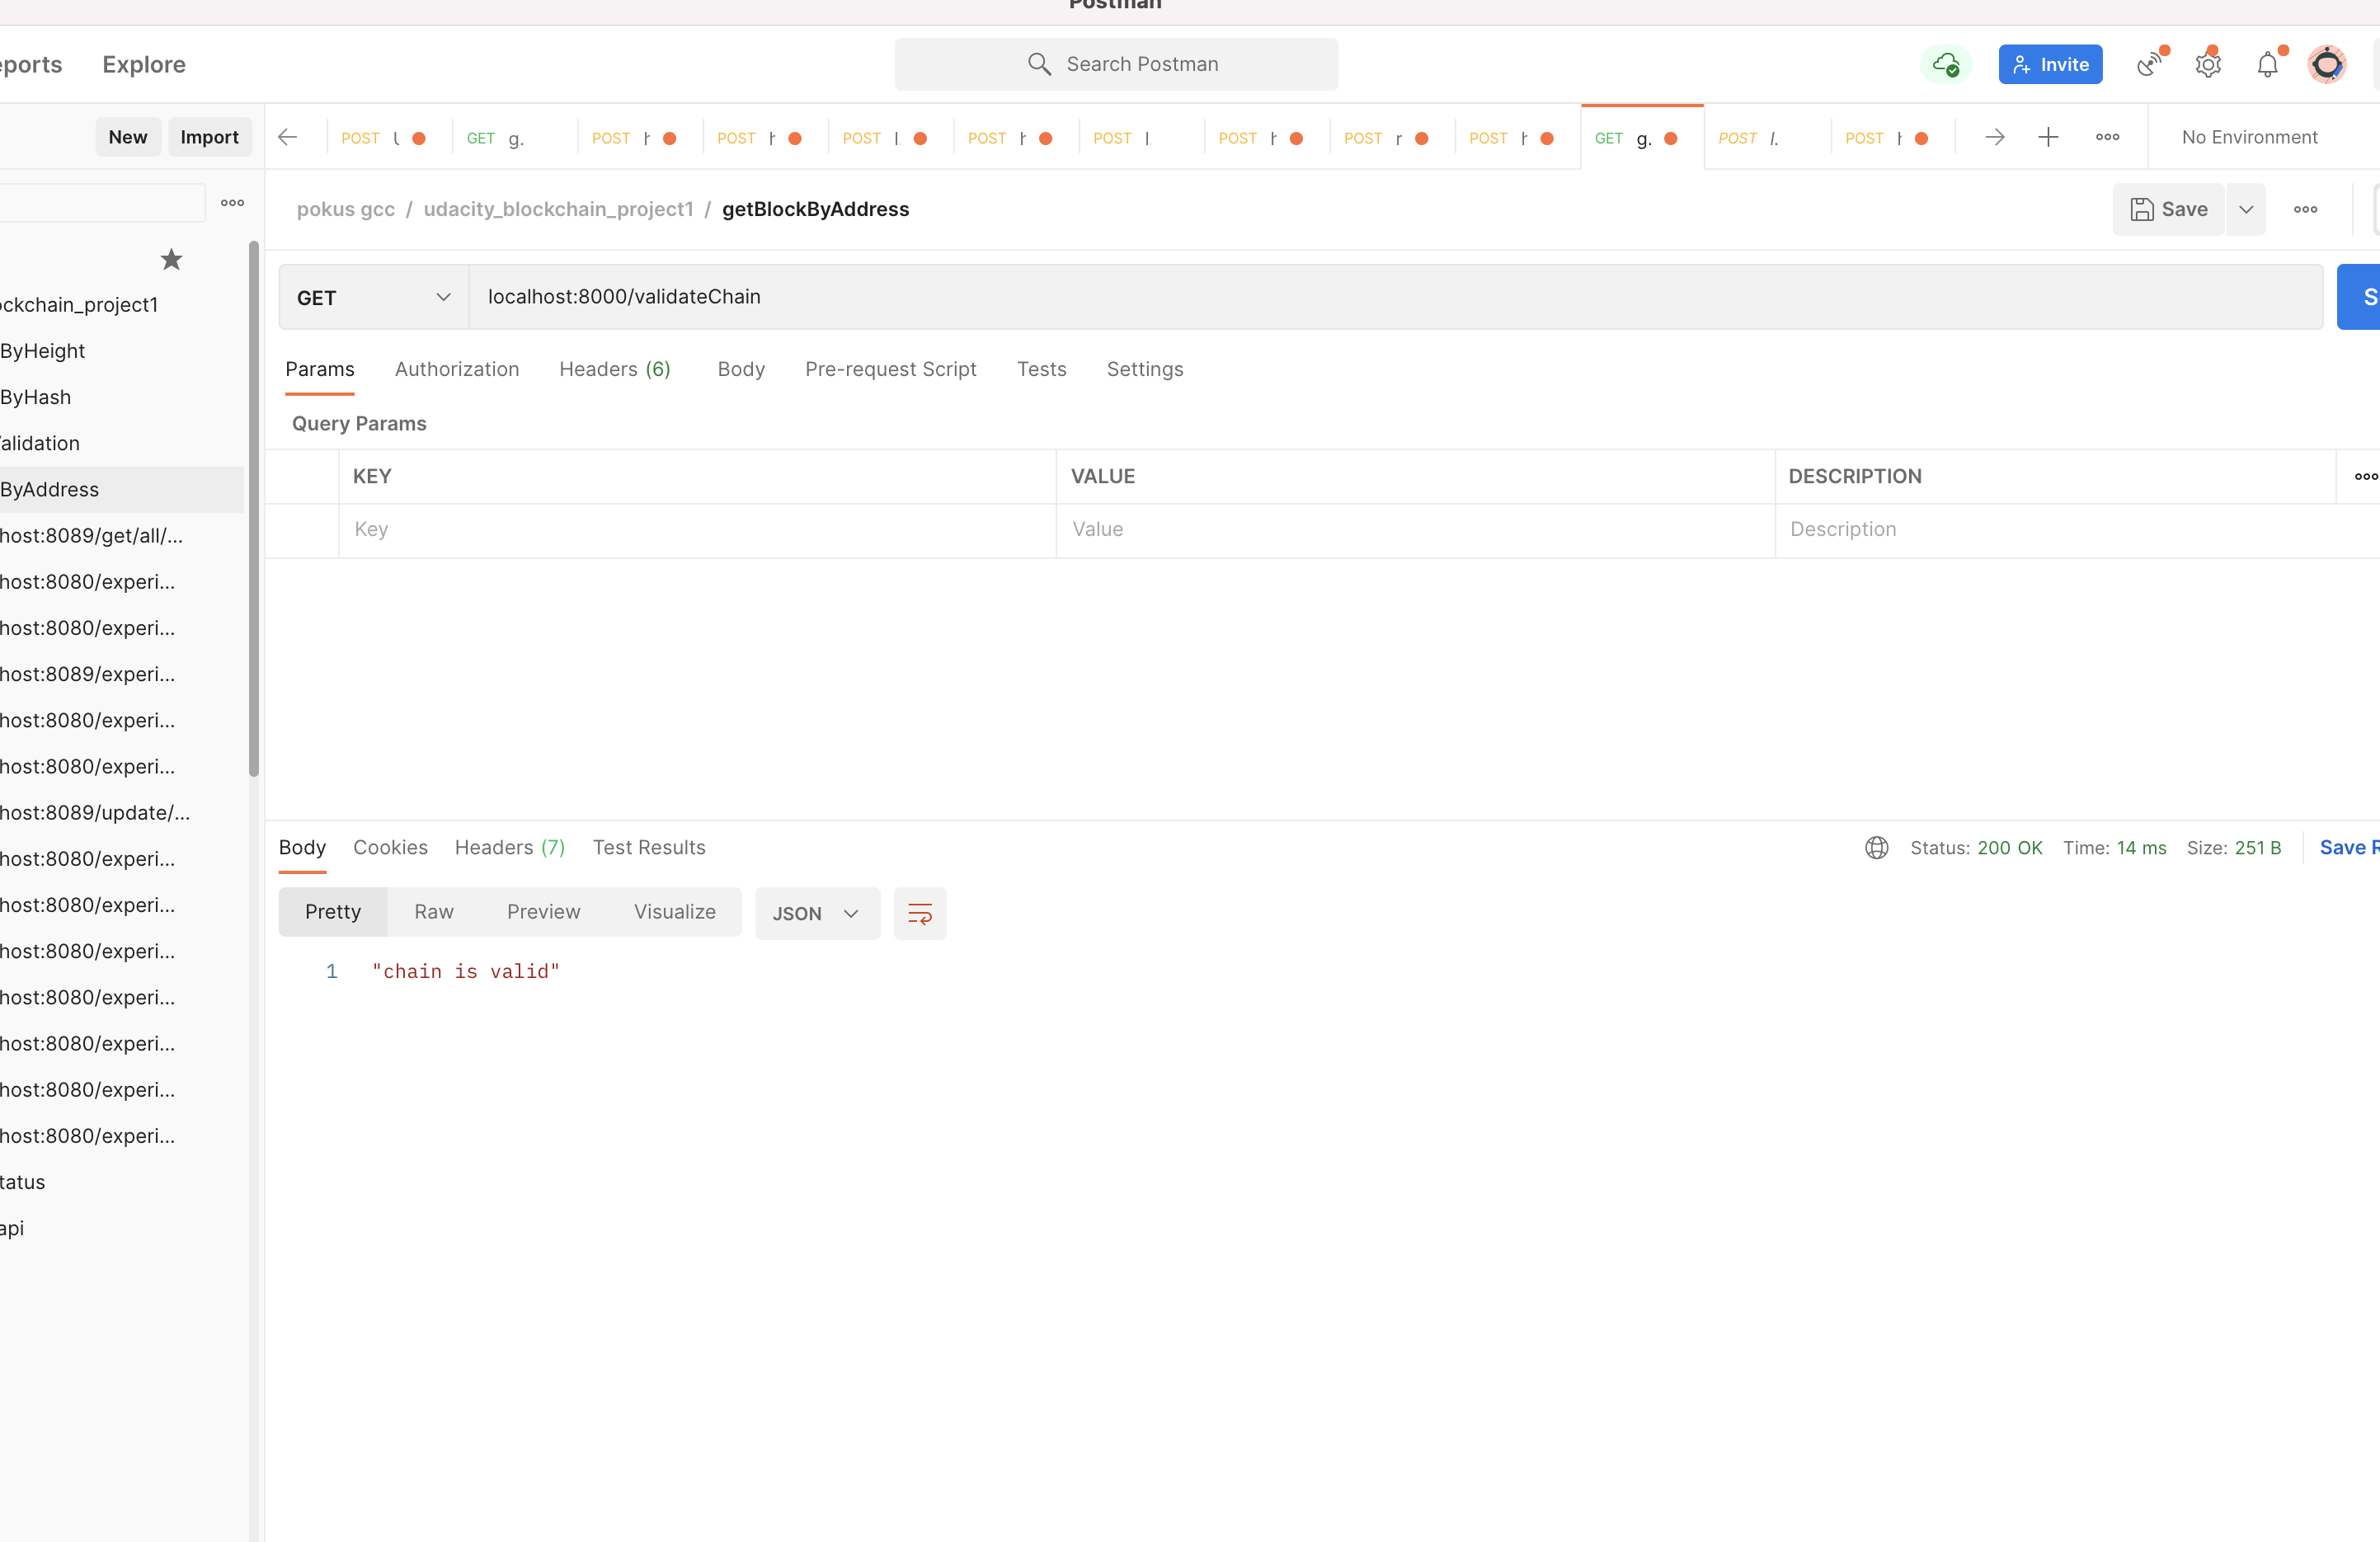 Postman
eports Explore Search Postman Invite
New Import POST GET g. POST POST POST l. POST POST l. POST POST r POST GET g. POST l. POST No Environment
pokus gcc / udacity_blockchain_project1 / getBlockByAddress Save
ockchain_project1
ByHeight
ByHash
alidation
ByAddress
host:8089/get/all/...
host:8080/experi...
host:8080/experi...
host:8089/experi...
host:8080/experi...
host:8080/experi...
host:8089/update/...
host:8080/experi...
host:8080/experi...
host:8080/experi...
host:8080/experi...
host:8080/experi...
host:8080/experi...
host:8080/experi...
tatus
api
GET localhost:8000/validateChain S
Params Authorization Headers (6) Body Pre-request Script Tests Settings
Query Params
KEY VALUE DESCRIPTION
Key Value Description
Body Cookies Headers (7) Test Results Status: 200 OK Time: 14 ms Size: 251 B Save R
Pretty Raw Preview Visualize JSON
1 "chain is valid"